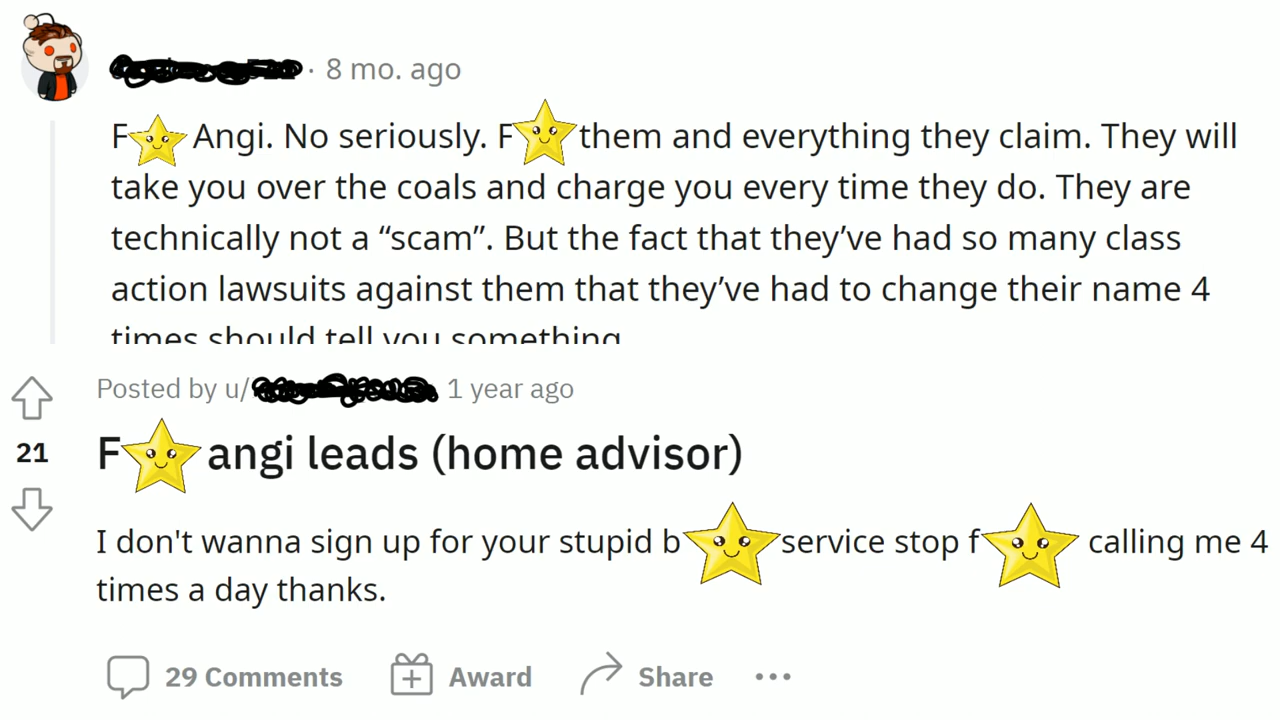 · 8 mo. ago
F Angi. No seriously. F them and everything they claim. They will
take you over the coals and charge you every time they do. They are
technically not a “scam”. But the fact that they’ve had so many class
action lawsuits against them that they’ve had to change their name 4
times should tell you something
Posted by u/ 1 year ago
21
F angi leads (home advisor)
I don't wanna sign up for your stupid b service stop f calling me 4
times a day thanks.
29 Comments Award Share ...